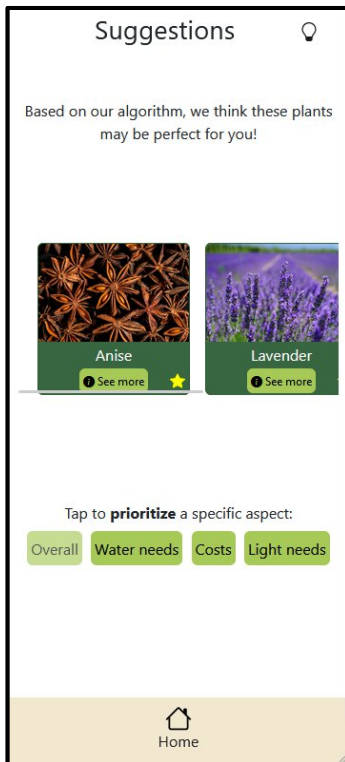 Suggestions
Based on our algorithm, we think these plants
may be perfect for you!
Anise
See more
Lavender
See more
Tap to prioritize a specific aspect:
Overall Water needs Costs Light needs
Home